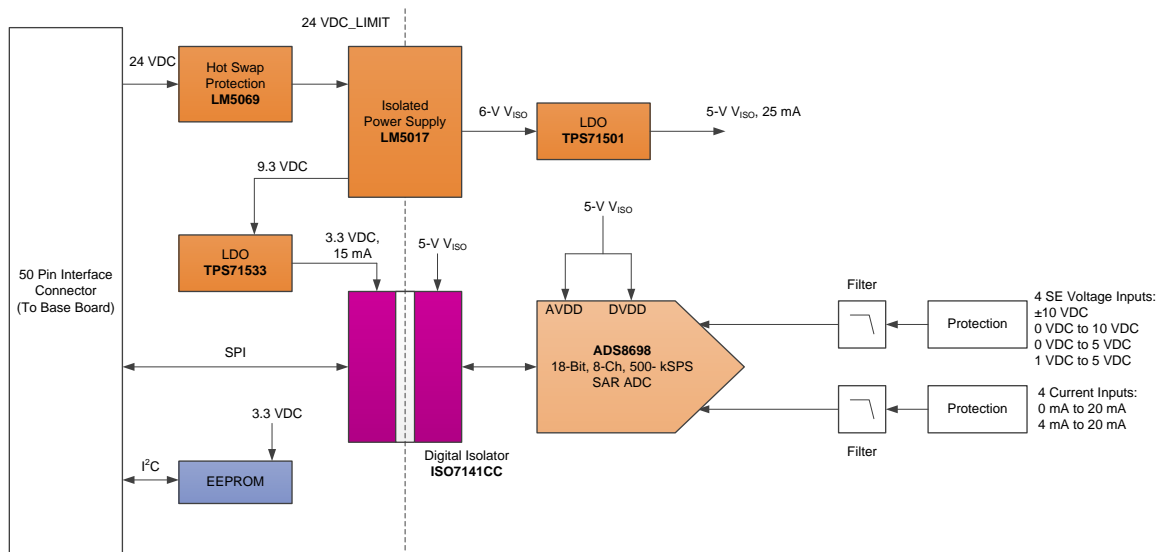 24 VDC_LIMIT
24 VDC
Hot Swap
Protection
LM5069
Isolated
Power Supply
LM5017
6-V VISO
LDO
TPS71501
5-V VISO, 25 mA
9.3 VDC
LDO
TPS71533
3.3 VDC,
15 mA
5-V VISO
5-V VISO
50 Pin Interface
Connector
(To Base Board)
AVDD
DVDD
ADS8698
18-Bit, 8-Ch, 500- kSPS
SAR ADC
Filter
Protection
4 SE Voltage Inputs:
±10 VDC
0 VDC to 10 VDC
0 VDC to 5 VDC
1 VDC to 5 VDC
SPI
Filter
Protection
4 Current Inputs:
0 mA to 20 mA
4 mA to 20 mA
3.3 VDC
Digital Isolator
ISO7141CC
I²C
EEPROM